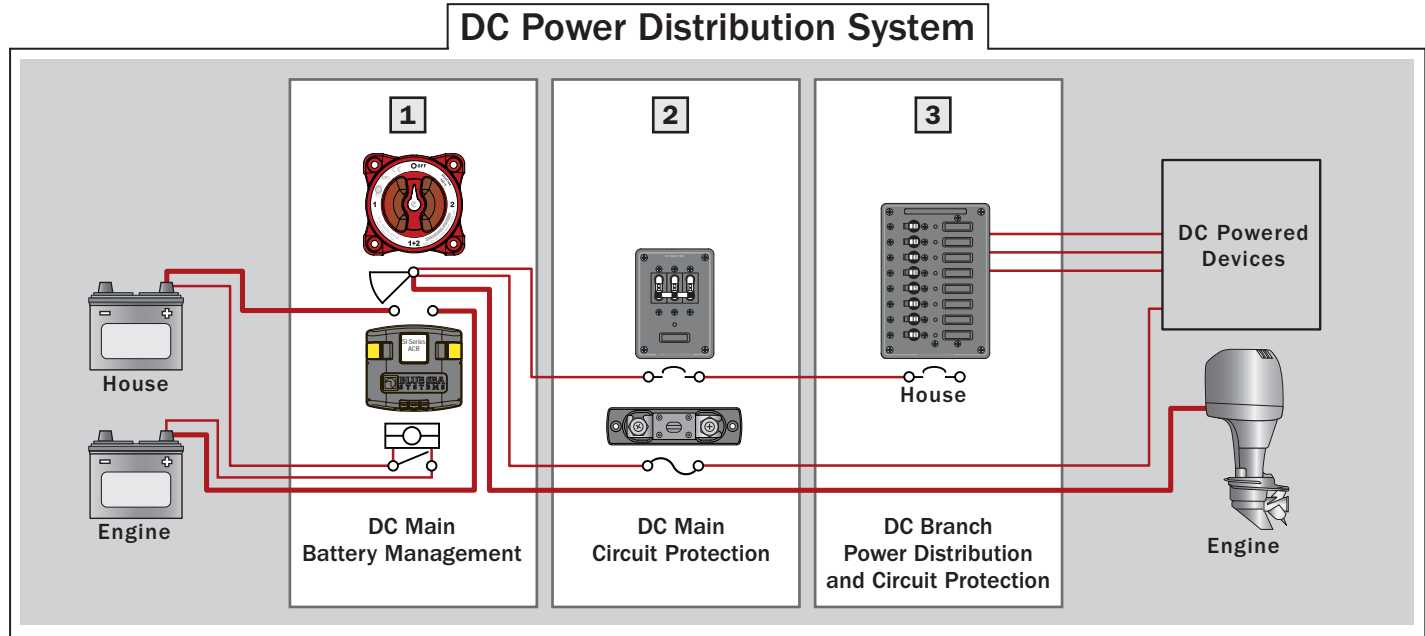 DC Power Distribution System
1
2
3
OFF
1
2
1+2
SI-Series
ACR
BLUE SEA
SYSTEMS
DC Powered
Devices
House
House
Engine
Engine
DC Main
Battery Management
DC Main
Circuit Protection
DC Branch
Power Distribution
and Circuit Protection